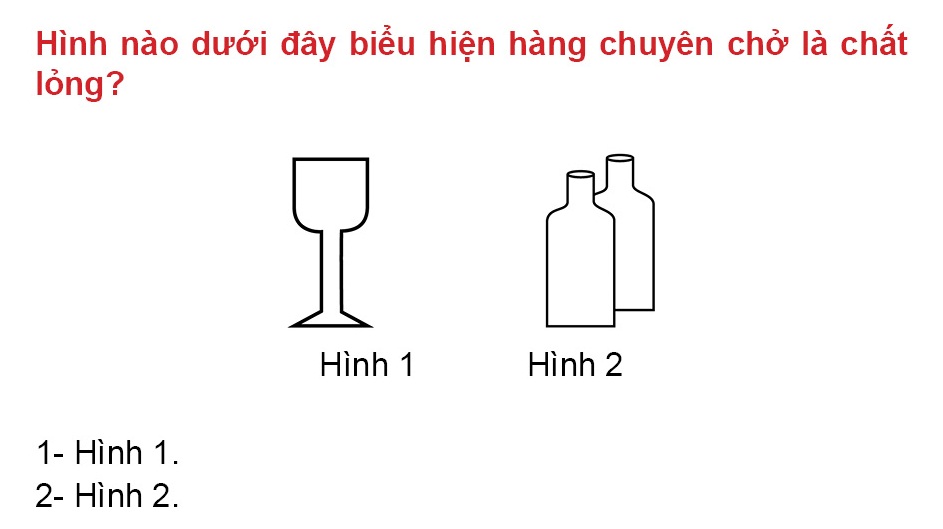 Hình nào dưới đây biểu hiện hàng chuyên chở là chất
lỏng?
Hình 1 Hình 2
1- Hình 1.
2- Hình 2.